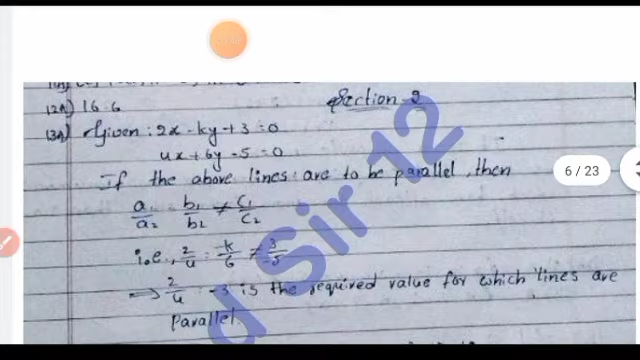 12A) 16.6
Section-2
13A) Given: 2x - ky + 3 = 0
4x + 6y - 5 = 0
If the above lines are to be parallel, then
a1/a2 = b1/b2 ≠ c1/c2
i.e., 2/4 = -k/6 ≠ 3/-5
→ 2/4 -3 is the required value for which lines are
parallel.
d Sir 12
6 / 23